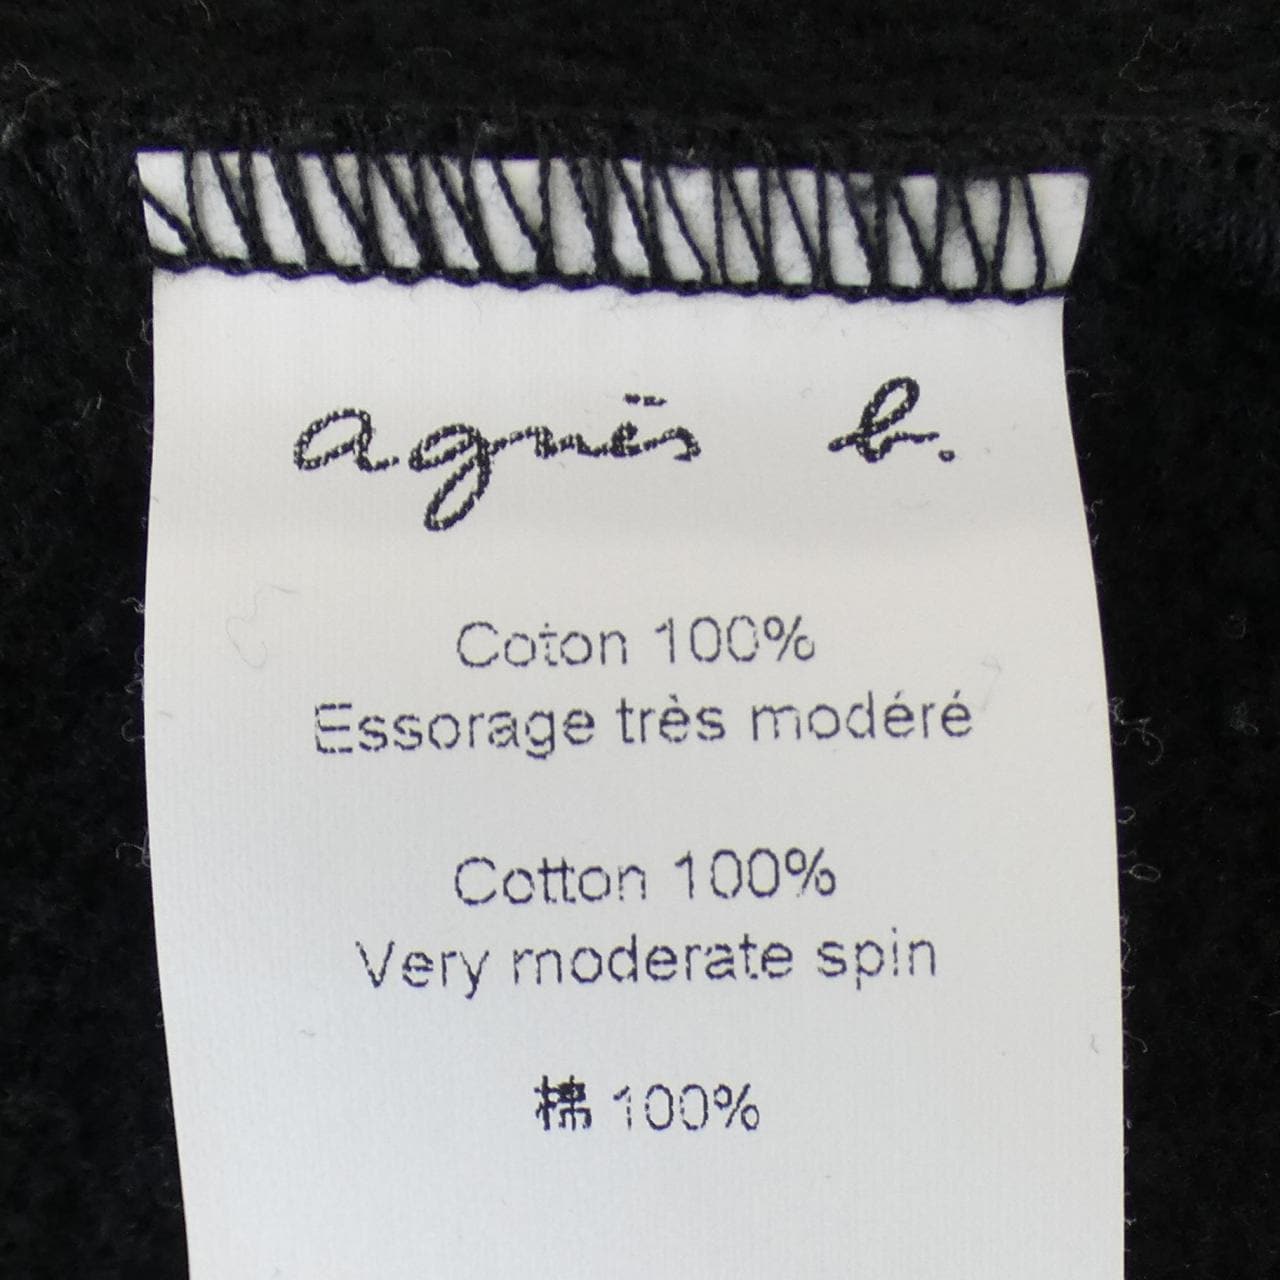 agnès b.
Coton 100%
Essorage très modéré
Cotton 100%
Very moderate spin
棉 100%